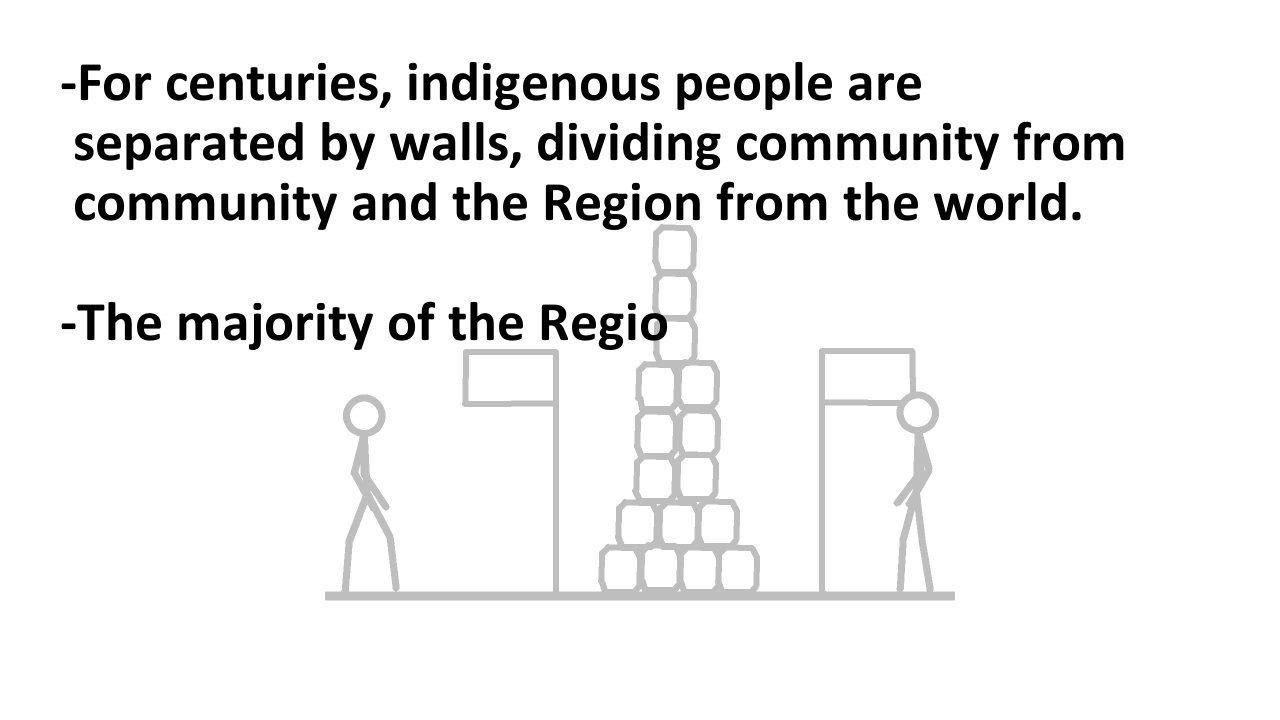 -For centuries, indigenous people are
separated by walls, dividing community from
community and the Region from the world.
-The majority of the Regio